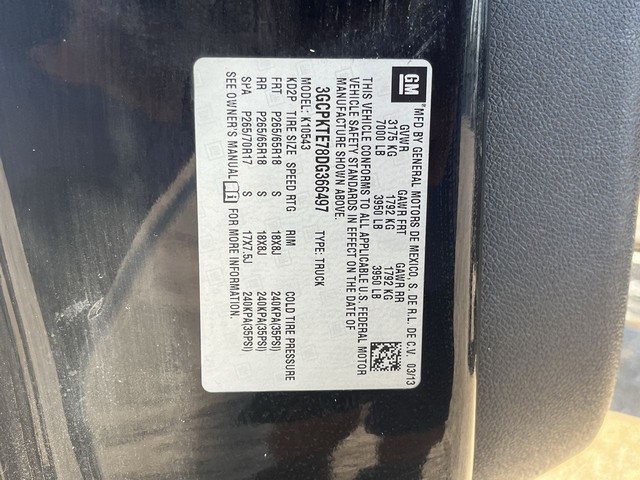 GM
MFD BY GENERAL MOTORS DE MEXICO, S. DE R.L. DE C.V. 03/13
GVWR GAWR FRT GAWR RR
3175 KG 1792 KG 1792 KG
7000 LB 3950 LB 3950 LB
THIS VEHICLE CONFORMS TO ALL APPLICABLE U.S. FEDERAL MOTOR
VEHICLE SAFETY STANDARDS IN EFFECT ON THE DATE OF
MANUFACTURE SHOWN ABOVE.
3GCPKTE78DG366497 TYPE: TRUCK
MODEL: K10543
KD2P TIRE SIZE SPEED RTG RIM COLD TIRE PRESSURE
FRT P265/65R18 S 18X8J 240KPA(35PSI)
RR P265/65R18 S 18X8J 240KPA(35PSI)
SPA P265/70R17 S 17X7.5J 240KPA(35PSI)
SEE OWNER'S MANUAL FOR MORE INFORMATION.